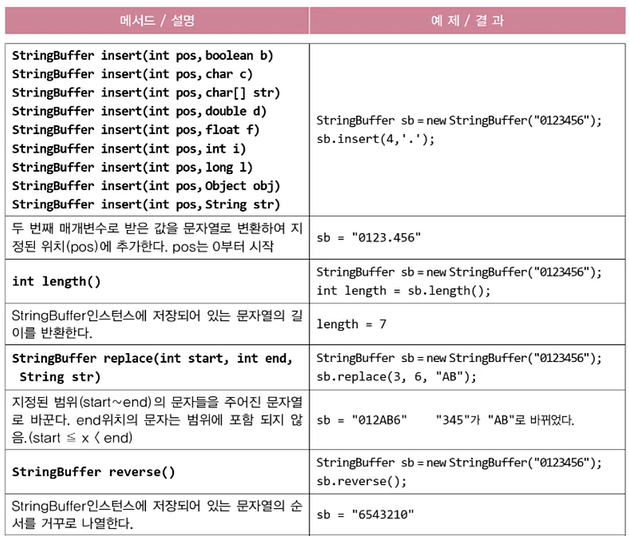 메서드 / 설명
예 제 / 결 과
StringBuffer insert(int pos, boolean b)
StringBuffer insert(int pos, char c)
StringBuffer insert(int pos, char[] str)
StringBuffer insert(int pos, double d)
StringBuffer insert(int pos, float f)
StringBuffer insert(int pos, int i)
StringBuffer insert(int pos, long l)
StringBuffer insert(int pos, Object obj)
StringBuffer insert(int pos, String str)
StringBuffer sb = new StringBuffer("0123456");
sb.insert(4,'.');
두 번째 매개변수로 받은 값을 문자열로 변환하여 지
정된 위치(pos)에 추가한다. pos는 0부터 시작
sb = "0123.456"
int length()
StringBuffer sb = new StringBuffer("0123456");
int length = sb.length();
StringBuffer인스턴스에 저장되어 있는 문자열의 길
이를 반환한다.
length = 7
StringBuffer replace(int start, int end,
String str)
StringBuffer sb = new StringBuffer("0123456");
sb.replace(3, 6, "AB");
지정된 범위(start~end)의 문자들을 주어진 문자열
로 바꾼다. end위치의 문자는 범위에 포함 되지 않
음.(start ≦ x < end)
sb = "012AB6" "345"가 "AB"로 바뀌었다.
StringBuffer reverse()
StringBuffer sb = new StringBuffer("0123456");
sb.reverse();
StringBuffer인스턴스에 저장되어 있는 문자열의 순
서를 거꾸로 나열한다.
sb = "6543210"